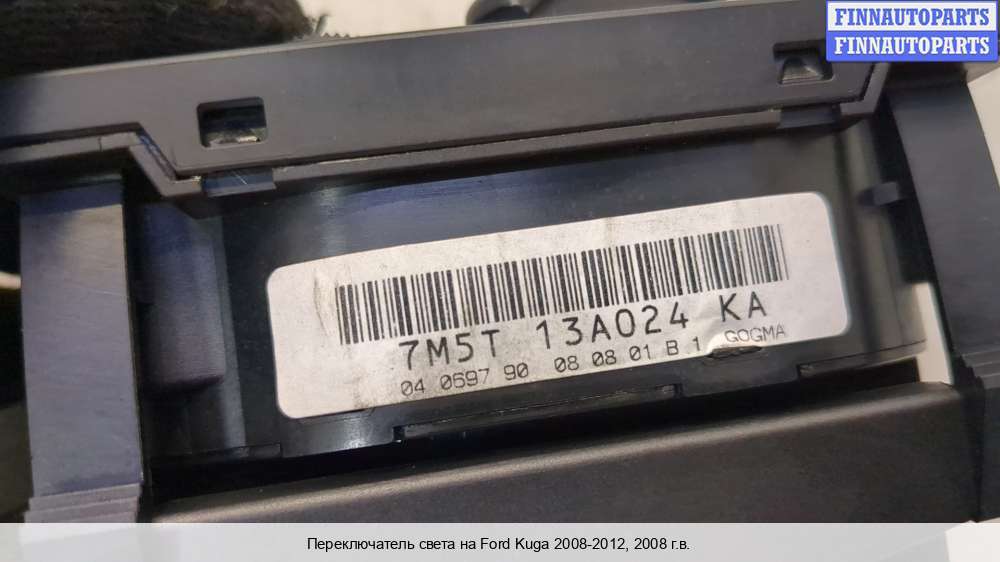 FINNAUTOPARTS
FINNAUTOPARTS
7M5T 13A024 KA
04 0697 90 08 08 01 B 1 GOGMA
Переключатель света на Ford Kuga 2008-2012, 2008 г.в.